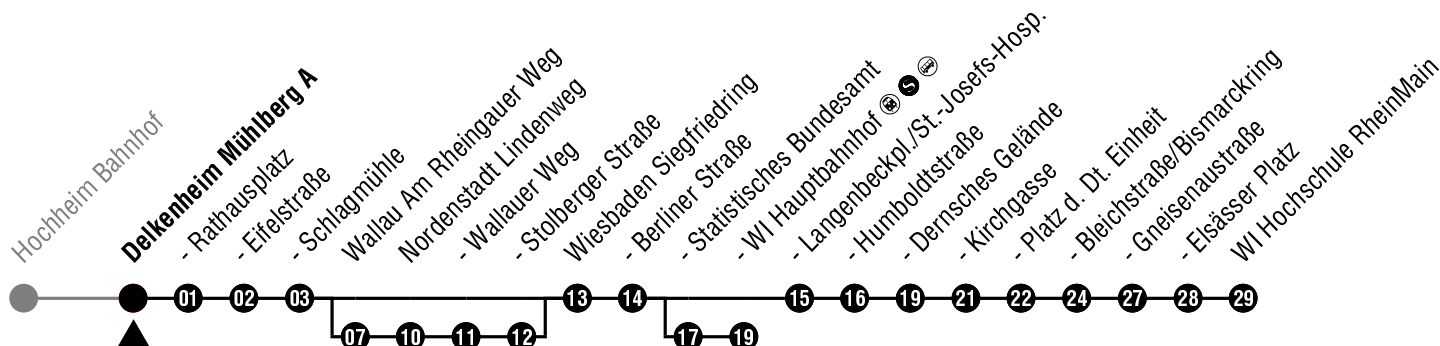 Hochheim Bahnhof
Delkenheim Mühlberg A
- Rathausplatz
- Eifelstraße
- Schlagmühle
Wallau Am Rheingauer Weg
Nordenstadt Lindenweg
- Wallauer Weg
- Stolberger Straße
Wiesbaden Siegfriedring
- Berliner Straße
- Statistisches Bundesamt
- WI Hauptbahnhof S
- Langenbeckpl./St.-Josefs-Hosp.
- Humboldtstraße
- Dernsches Gelände
- Kirchgasse
- Platz d. Dt. Einheit
- Bleichstraße/Bismarckring
- Gneisenaustraße
- Elsässer Platz
WI Hochschule RheinMain
01 02 03 13 14 15 16 19 21 22 24 27 28 29
07 10 11 12 17 19